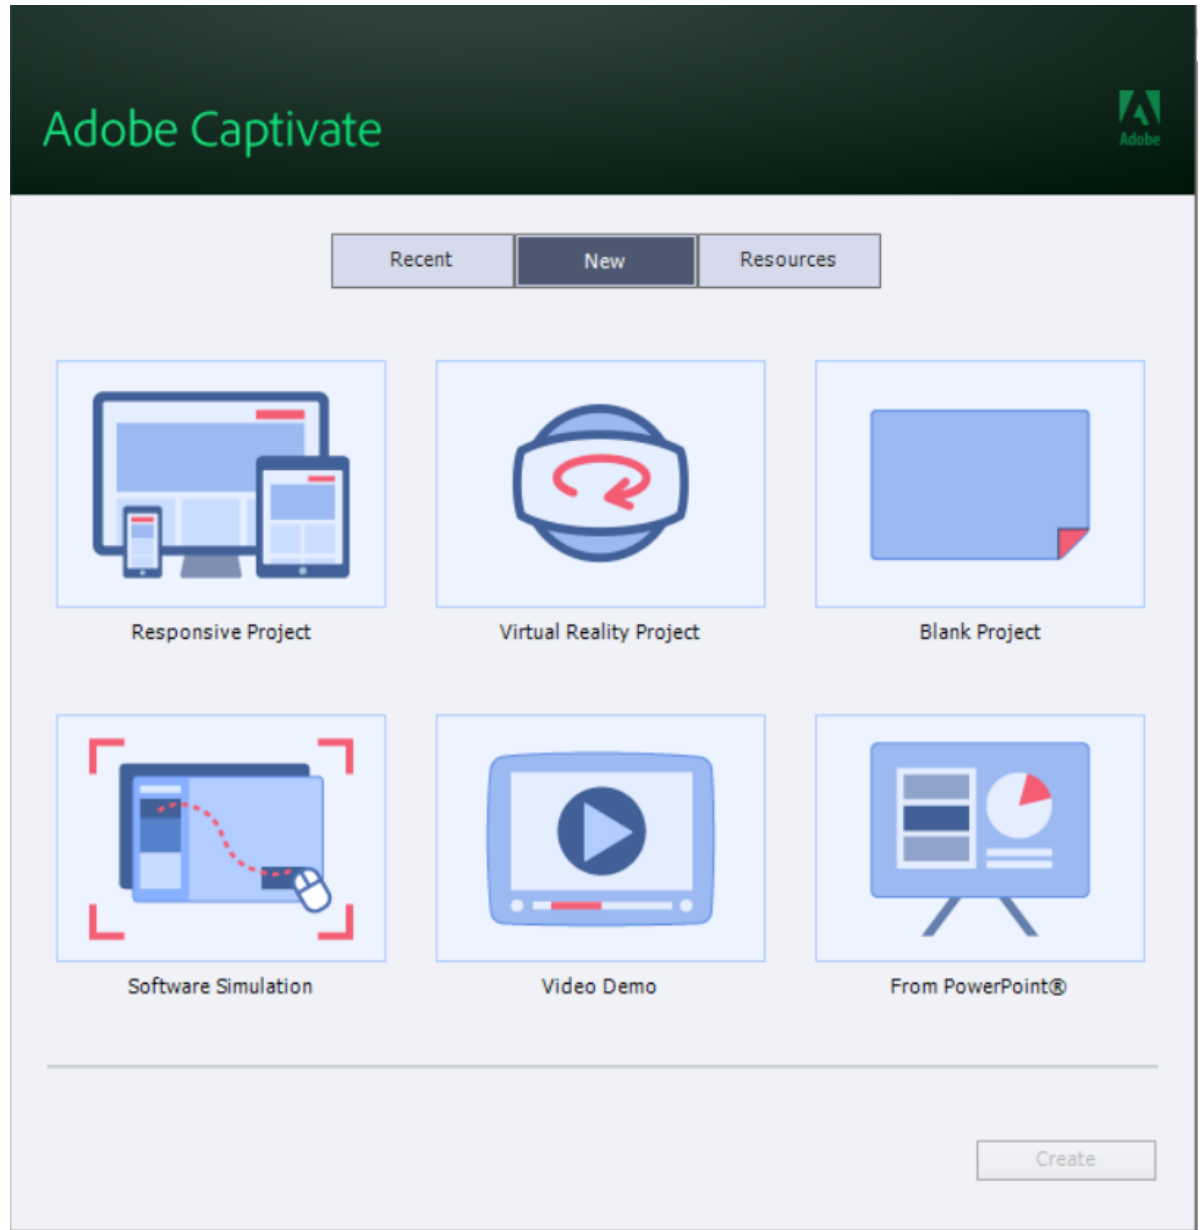 Adobe Captivate
Adobe
Recent New Resources
Responsive Project Virtual Reality Project Blank Project
Software Simulation Video Demo From PowerPoint®
Create